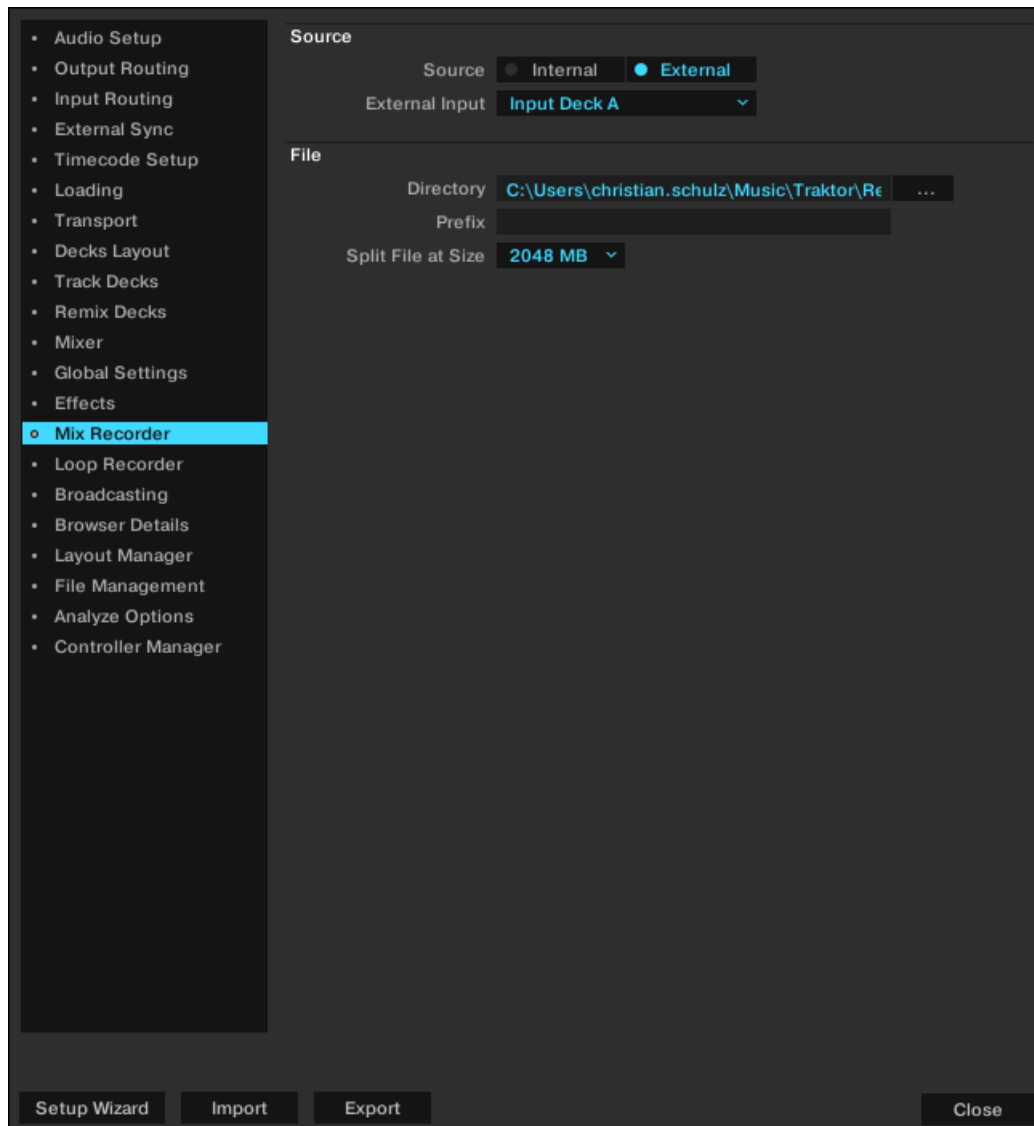 Audio Setup
Output Routing
Input Routing
External Sync
Timecode Setup
Loading
Transport
Decks Layout
Track Decks
Remix Decks
Mixer
Global Settings
Effects
Mix Recorder
Loop Recorder
Broadcasting
Browser Details
Layout Manager
File Management
Analyze Options
Controller Manager
Source
Source Internal External
External Input Input Deck A
File
Directory C:\Users\christian.schulz\Music\Traktor\Re ...
Prefix
Split File at Size 2048 MB
Setup Wizard Import Export Close